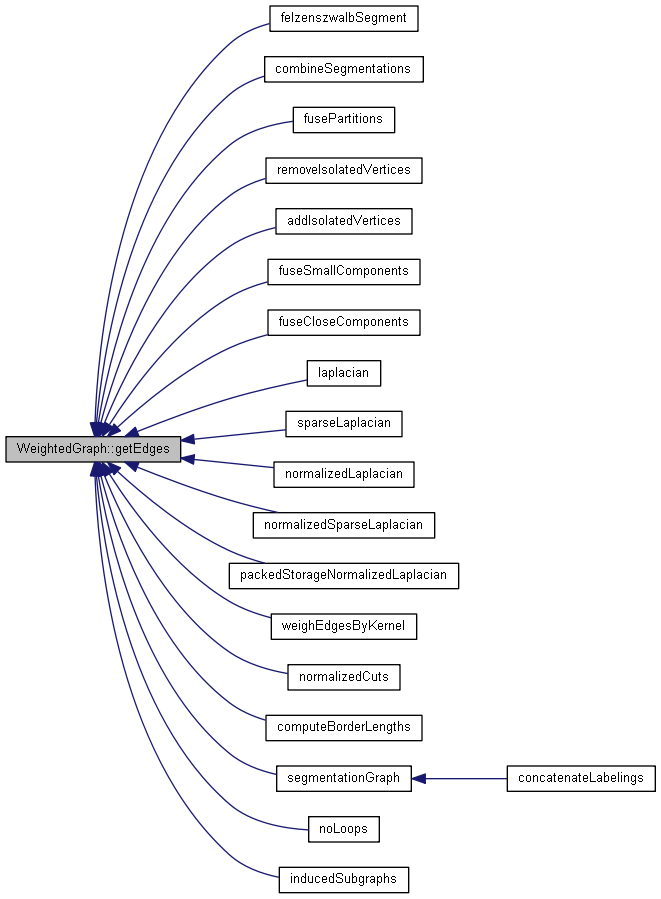 felzenszwalbSegment
combineSegmentations
fusePartitions
removeIsolatedVertices
addIsolatedVertices
fuseSmallComponents
fuseCloseComponents
laplacian
sparseLaplacian
WeightedGraph::getEdges
normalizedLaplacian
normalizedSparseLaplacian
packedStorageNormalizedLaplacian
weighEdgesByKernel
normalizedCuts
computeBorderLengths
segmentationGraph
concatenateLabelings
noLoops
inducedSubgraphs